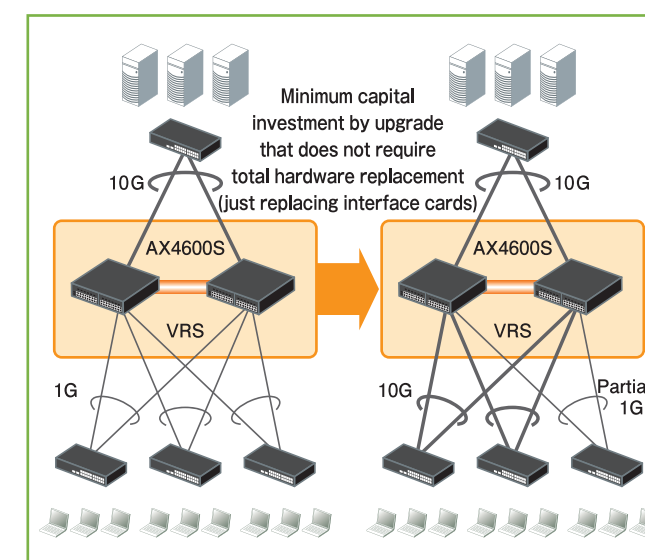 Minimum capital
investment by upgrade
that does not require
total hardware replacement
(just replacing interface cards)
10G
AX4600S
VRS
1G
10G
AX4600S
VRS
10G
Partia
1G